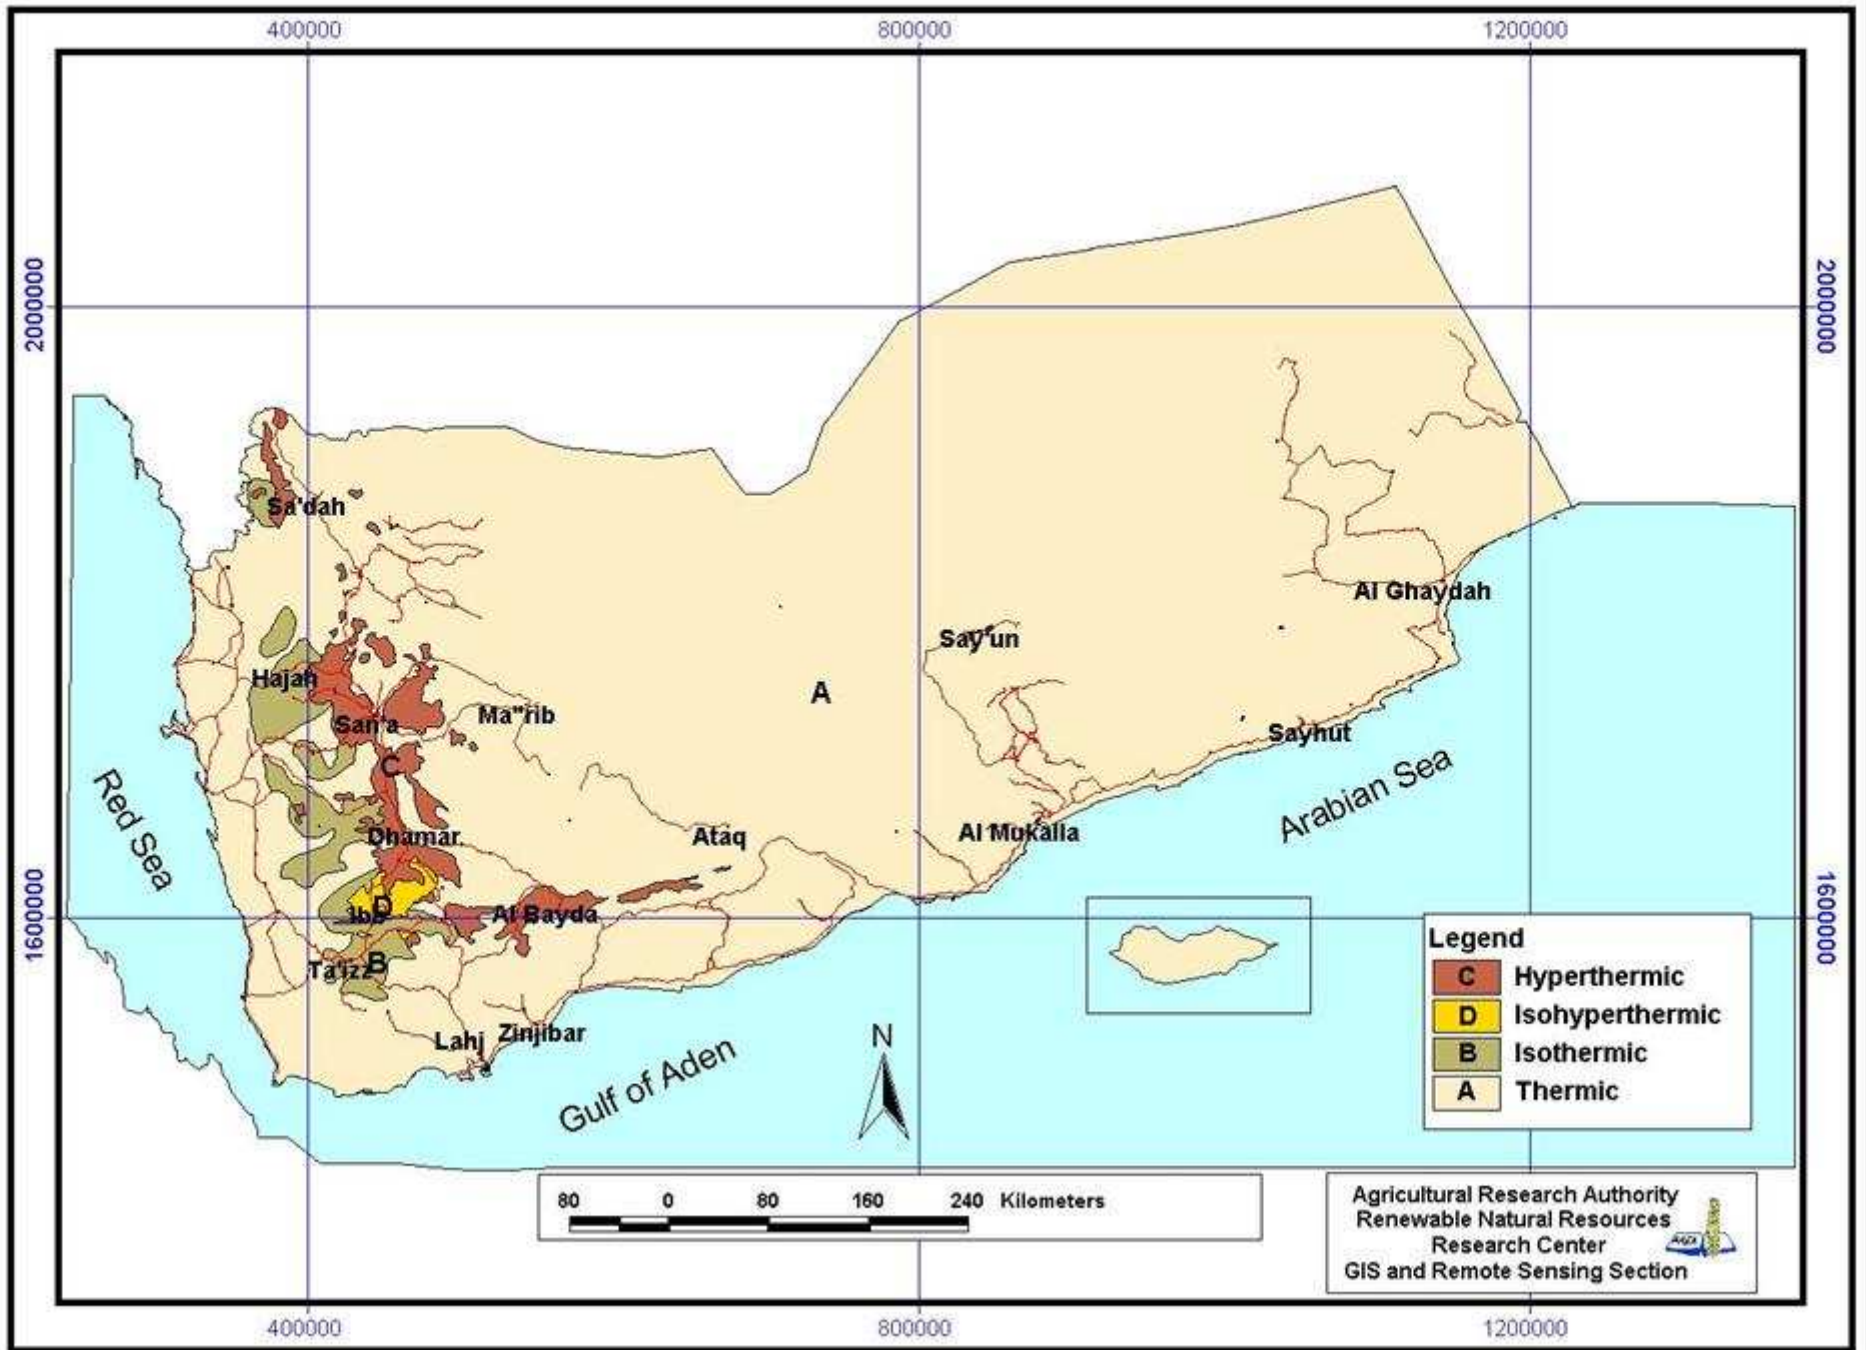 400000 800000 1200000
2000000 2000000
Sa'dah
Al Ghaydah
Say'un
Hajah
A
Ma"rib
San'a
Sayhut
C
Red Sea
Arabian Sea
Dhamar
Ataq
Al Mukalla
1600000 1600000
D
Ibb
Al Bayda
B
Ta'izz
Lahj
Zinjibar
Gulf of Aden
N
Legend
C Hyperthermic
D Isohyperthermic
B Isothermic
A Thermic
80 0 80 160 240 Kilometers
Agricultural Research Authority
Renewable Natural Resources
Research Center
GIS and Remote Sensing Section
400000 800000 1200000